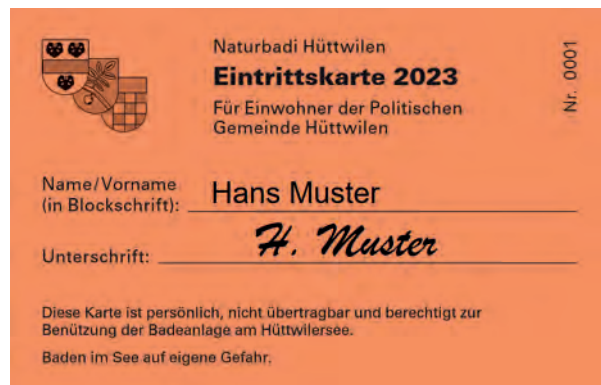 Naturbadi Hüttwilen
Eintrittskarte 2023
Für Einwohner der Politischen
Gemeinde Hüttwilen
Nr. 0001
Name/Vorname
(in Blockschrift): Hans Muster
Unterschrift: H. Muster
Diese Karte ist persönlich, nicht übertragbar und berechtigt zur
Benützung der Badeanlage am Hüttwilersee.
Baden im See auf eigene Gefahr.